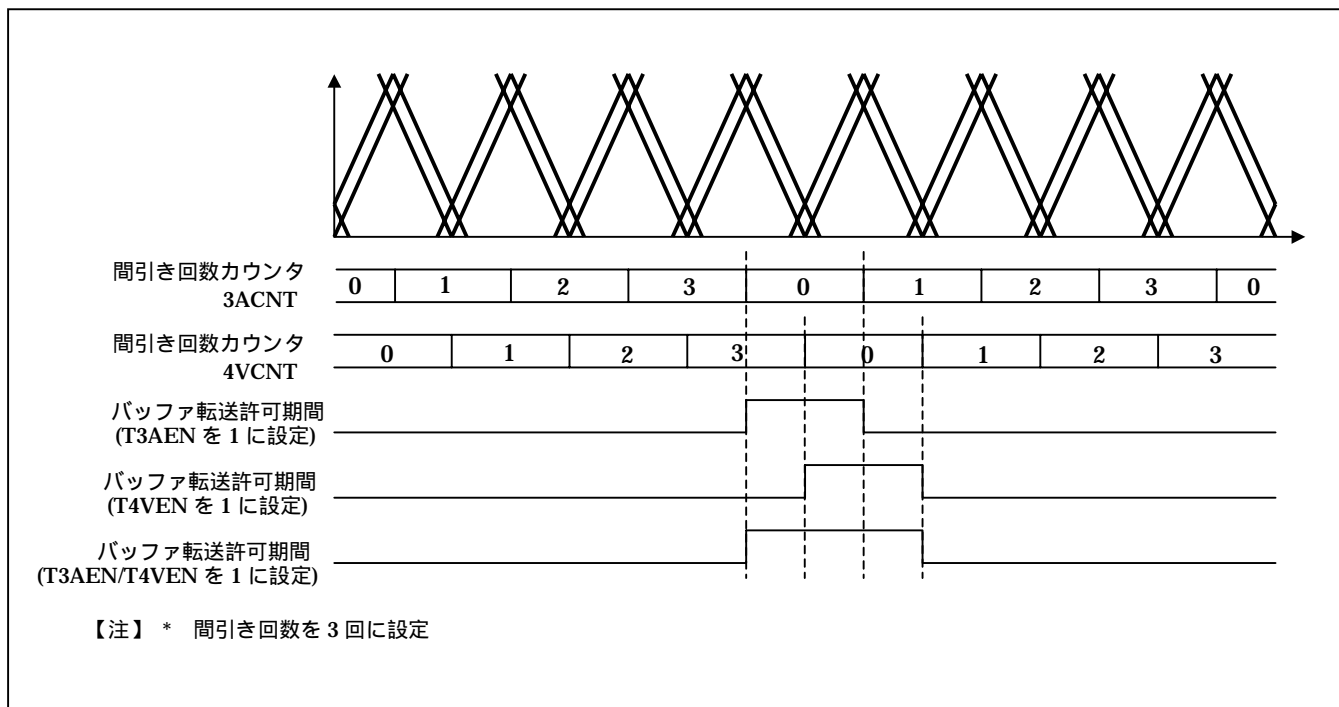 間引き回数カウンタ
3ACNT
0 1 2 3 0 1 2 3 0
間引き回数カウンタ
4VCNT
0 1 2 3 0 1 2 3
バッファ転送許可期間
(T3AEN を 1 に設定)
バッファ転送許可期間
(T4VEN を 1 に設定)
バッファ転送許可期間
(T3AEN/T4VEN を 1 に設定)
【注】 * 間引き回数を 3 回に設定